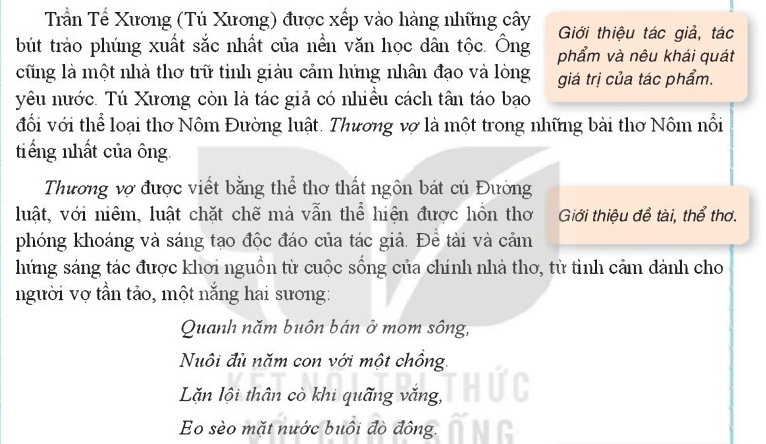 Trần Tế Xương (Tú Xương) được xếp vào hàng những cây
bút trào phúng xuất sắc nhất của nền văn học dân tộc. Ông
cũng là một nhà thơ trữ tình giàu cảm hứng nhân đạo và lòng
yêu nước. Tú Xương còn là tác giả có nhiều cách tân táo bạo
đối với thể loại thơ Nôm Đường luật. Thương vợ là một trong những bài thơ Nôm nổi
tiếng nhất của ông.
Giới thiệu tác giả, tác
phẩm và nêu khái quát
giá trị của tác phẩm.
Thương vợ được viết bằng thể thơ thất ngôn bát cú Đường
luật, với niêm, luật chặt chẽ mà vẫn thể hiện được hồn thơ
phóng khoáng và sáng tạo độc đáo của tác giả. Đề tài và cảm
hứng sáng tác được khơi nguồn từ cuộc sống của chính nhà thơ, từ tình cảm dành cho
người vợ tần tảo, một nắng hai sương:
Giới thiệu đề tài, thể thơ.
Quanh năm buôn bán ở mom sông,
Nuôi đủ năm con với một chồng.
Lặn lội thân cò khi quãng vắng,
Eo sèo mặt nước buổi đò đông.
KẾT NỐI TRI THỨC
VỚI CUỘC SỐNG